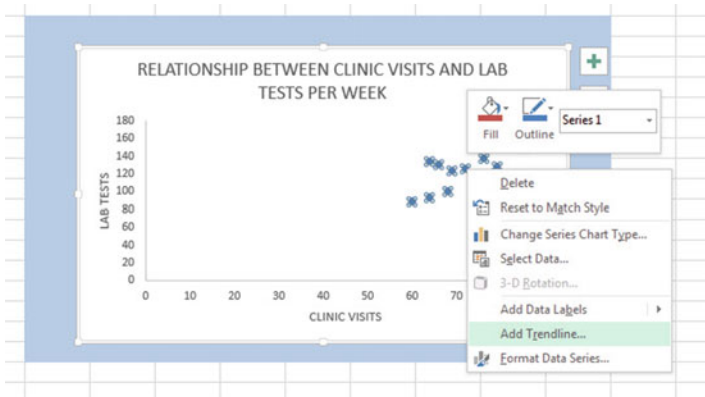 RELATIONSHIP BETWEEN CLINIC VISITS AND LAB
TESTS PER WEEK
Fill
Outline
Series 1
180
160
140
120
100
80
60
40
20
0
LAB TESTS
0 10 20 30 40 50 60 70
CLINIC VISITS
Delete
Reset to Match Style
Change Series Chart Type...
Select Data...
3-D Rotation...
Add Data Labels
Add Trendline...
Format Data Series...